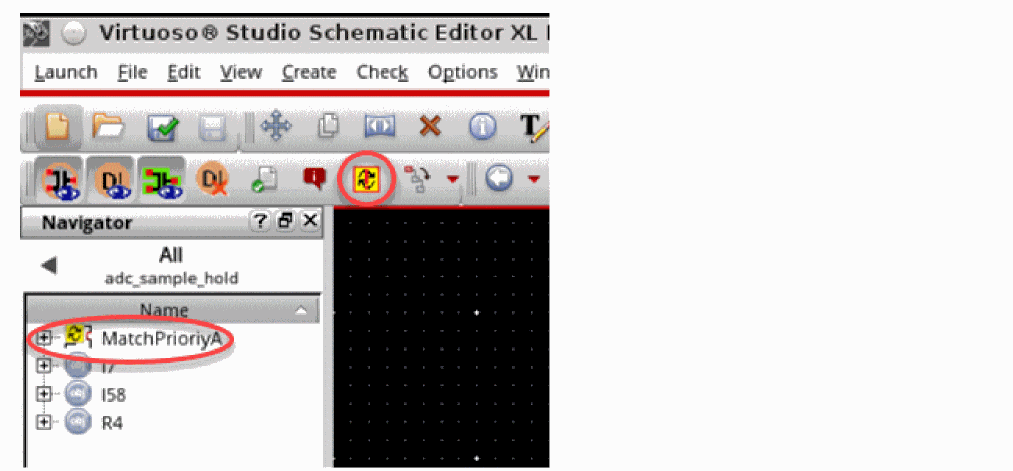 Virtuoso® Studio Schematic Editor XL
Launch File Edit View Create Check Options Win
Navigator
All
adc_sample_hold
Name
MatchPrioriyA
I7
I58
R4